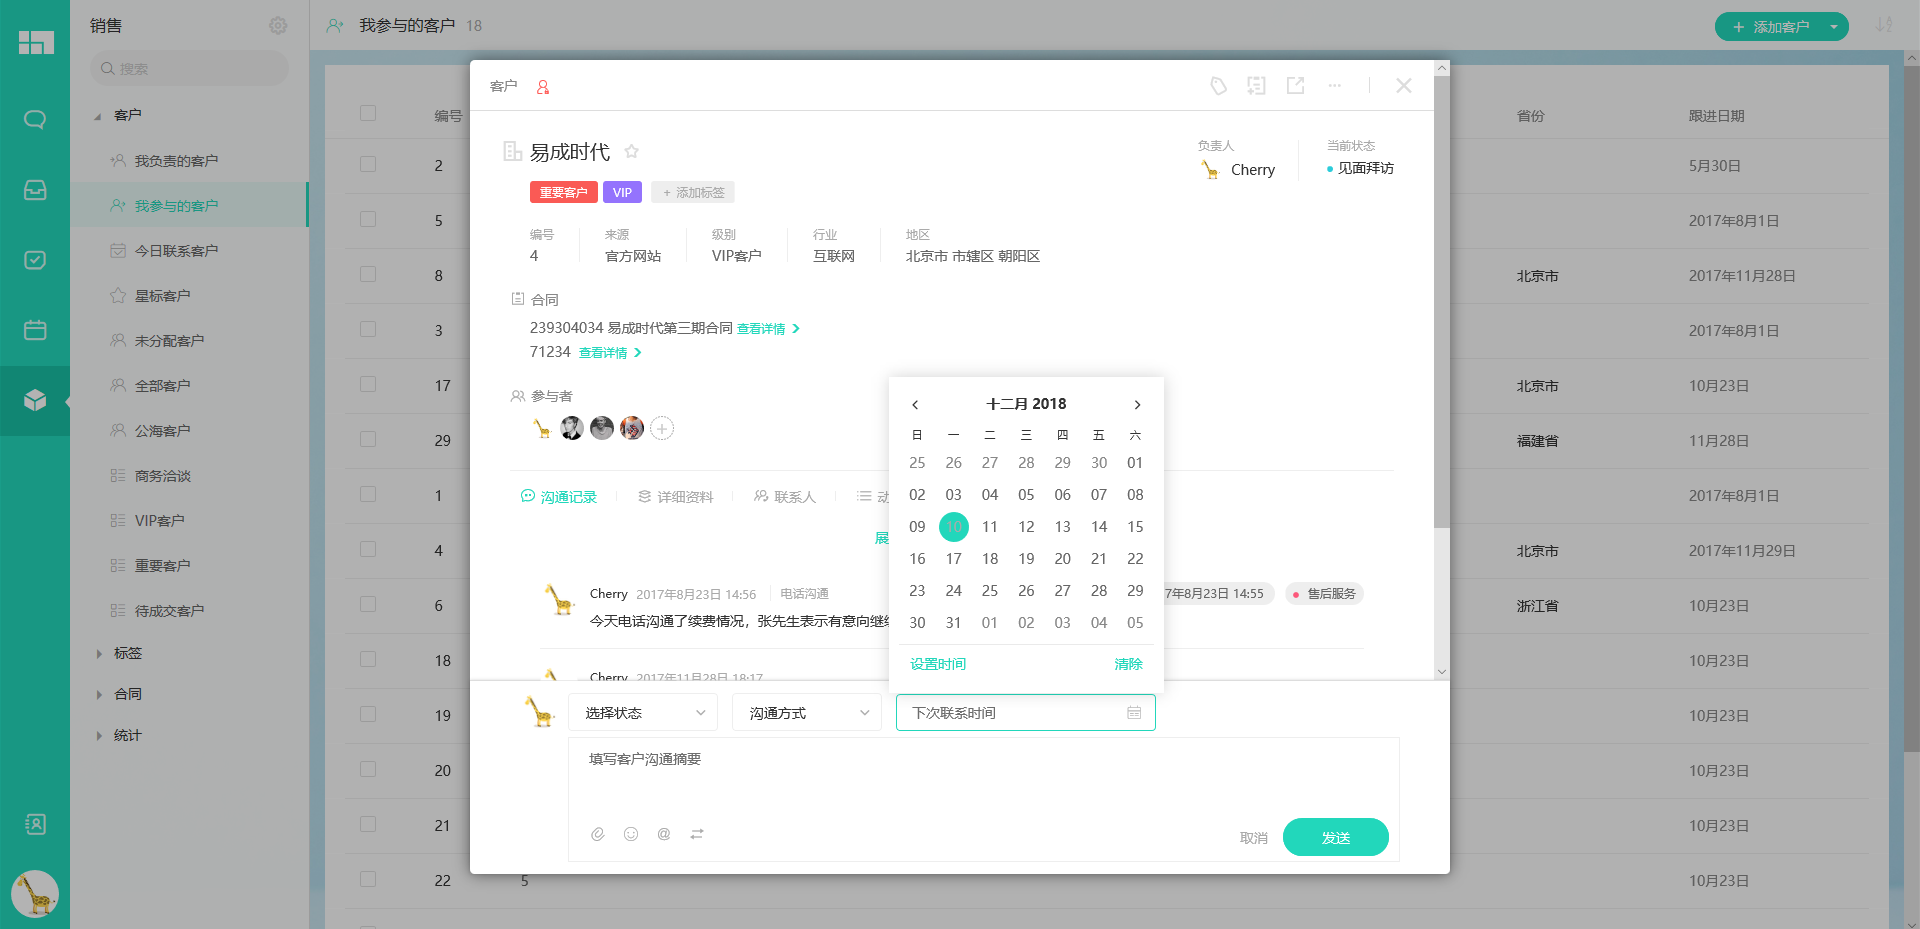 销售
搜索
客户
我负责的客户
我参与的客户
今日联系客户
星标客户
未分配客户
全部客户
公海客户
商务洽谈
VIP客户
重要客户
待成交客户
标签
合同
统计
我参与的客户 18
添加客户
编号 省份 跟进日期
2 5月30日
5 2017年8月1日
8 北京市 2017年11月28日
3 2017年8月1日
17 北京市 10月23日
29 福建省 11月28日
1 2017年8月1日
4 北京市 2017年11月29日
6 浙江省 10月23日
18 10月23日
19 10月23日
20 10月23日
21 10月23日
22 5 10月23日
客户
易成时代
重要客户 VIP + 添加标签
负责人 当前状态
Cherry 见面拜访
编号 来源 级别 行业 地区
4 官方网站 VIP客户 互联网 北京市 市辖区 朝阳区
合同
239304034 易成时代第三期合同 查看详情
71234 查看详情
参与者
沟通记录 详细资料 联系人 动
展
Cherry 2017年8月23日 14:56 电话沟通 7年8月23日 14:55 售后服务
今天电话沟通了续费情况，张先生表示有意向继续
Cherry 2017年11月28日 18:17
十二月 2018
日 一 二 三 四 五 六
25 26 27 28 29 30 01
02 03 04 05 06 07 08
09 10 11 12 13 14 15
16 17 18 19 20 21 22
23 24 25 26 27 28 29
30 31 01 02 03 04 05
设置时间 清除
选择状态 沟通方式 下次联系时间
填写客户沟通摘要
取消 发送